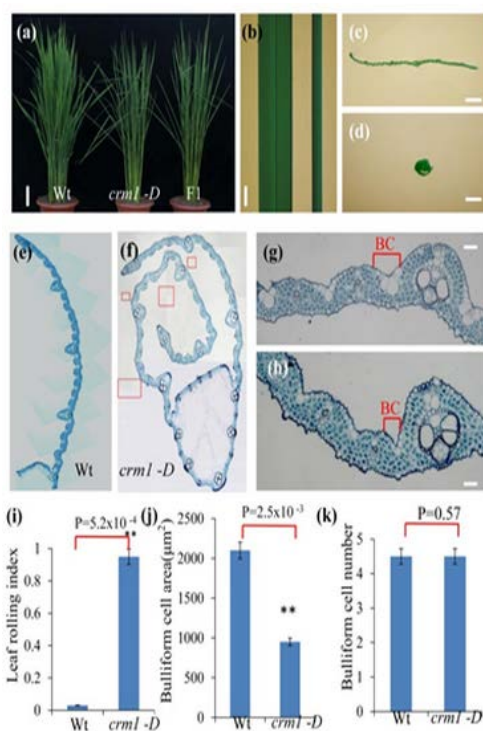 (a)
Wt
crm1 -D
F1
(b)
(c)
(d)
(e)
Wt
(f)
crm1 -D
(g)
BC
(h)
BC
(i)
P=5.2x10⁻⁴
**
Leaf rolling index
1
0.8
0.6
0.4
0.2
0
Wt
crm1 -D
(j)
P=2.5x10⁻³
**
Bulliform cell area(μm²)
2500
2000
1500
1000
500
0
Wt
crm1 -D
(k)
P=0.57
Bulliform cell number
5
4
3
2
1
0
Wt
crm1 -D